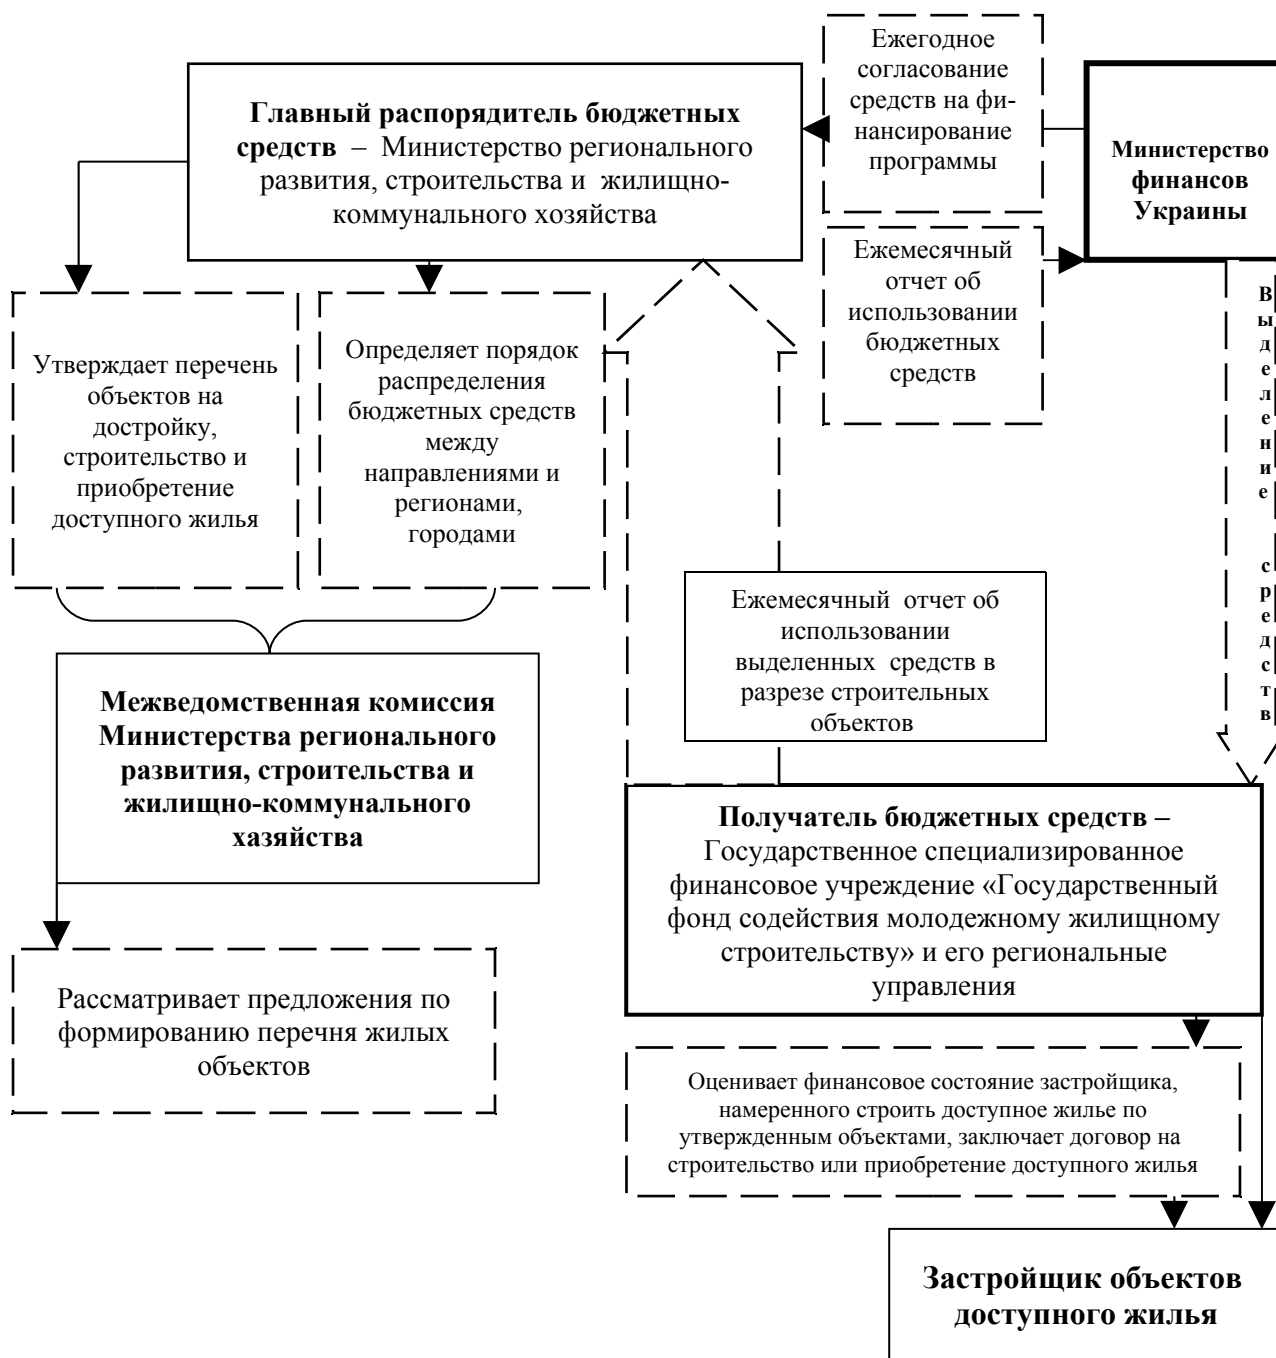 Ежегодное
согласование
средств на фи-
нансирование
программы
Главный распорядитель бюджетных
средств – Министерство регионального
развития, строительства и жилищно-
коммунального хозяйства
Министерство
финансов
Украины
Ежемесячный
отчет об
использовании
бюджетных
средств
Утверждает перечень
объектов на
достройку,
строительство и
приобретение
доступного жилья
Определяет порядок
распределения
бюджетных средств
между
направлениями и
регионами,
городами
Выделение средств
Ежемесячный отчет об
использовании
выделенных средств в
разрезе строительных
объектов
Межведомственная комиссия
Министерства регионального
развития, строительства и
жилищно-коммунального
хазяйства
Получатель бюджетных средств –
Государственное специализированное
финансовое учреждение «Государственный
фонд содействия молодежному жилищному
строительству» и его региональные
управления
Рассматривает предложения по
формированию перечня жилых
объектов
Оценивает финансовое состояние застройщика,
намеренного строить доступное жилье по
утвержденным объектами, заключает договор на
строительство или приобретение доступного жилья
Застройщик объектов
доступного жилья